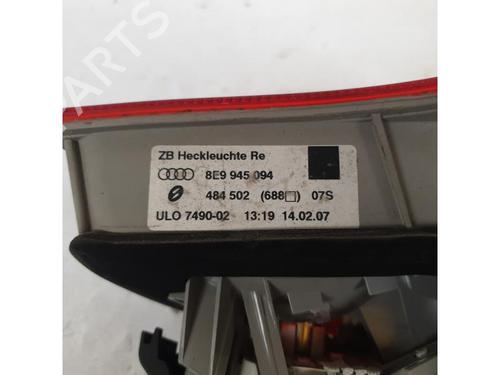 ZB Heckleuchte Re
8E9 945 094
484 502 (688□) 07S
ULO 7490-02 13:19 14.02.07